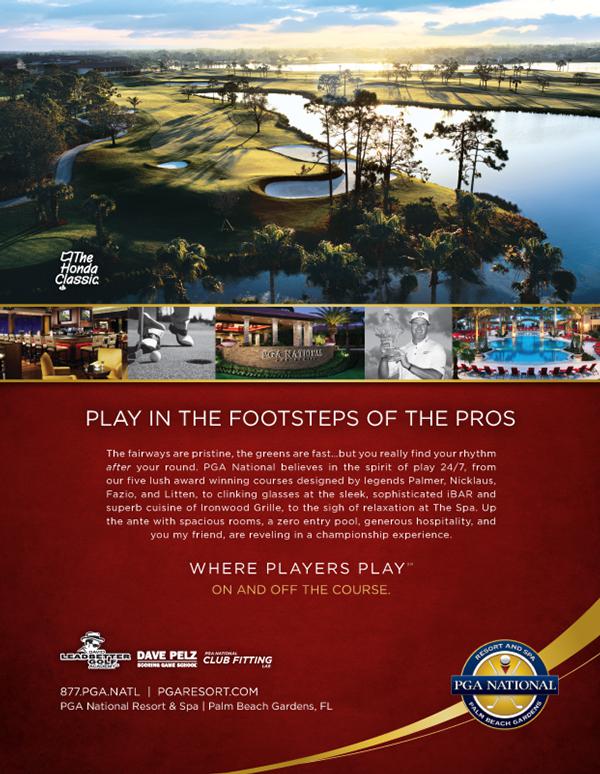 The
Honda
Classic
PGA NATIONAL
PLAY IN THE FOOTSTEPS OF THE PROS
The fairways are pristine, the greens are fast...but you really find your rhythm
after your round. PGA National believes in the spirit of play 24/7, from
our five lush award winning courses designed by legends Palmer, Nicklaus,
Fazio, and Litten, to clinking glasses at the sleek, sophisticated iBAR and
superb cuisine of Ironwood Grille, to the sigh of relaxation at The Spa. Up
the ante with spacious rooms, a zero entry pool, generous hospitality, and
you my friend, are reveling in a championship experience.
WHERE PLAYERS PLAY℠
ON AND OFF THE COURSE.
DAVID
LEADBETTER
GOLF
ACADEMY
DAVE PELZ
SCORING GAME SCHOOL
PGA NATIONAL
CLUB FITTING
LAB
877.PGA.NATL | PGARESORT.COM
PGA National Resort & Spa | Palm Beach Gardens, FL
RESORT AND SPA
PGA NATIONAL
PALM BEACH GARDENS